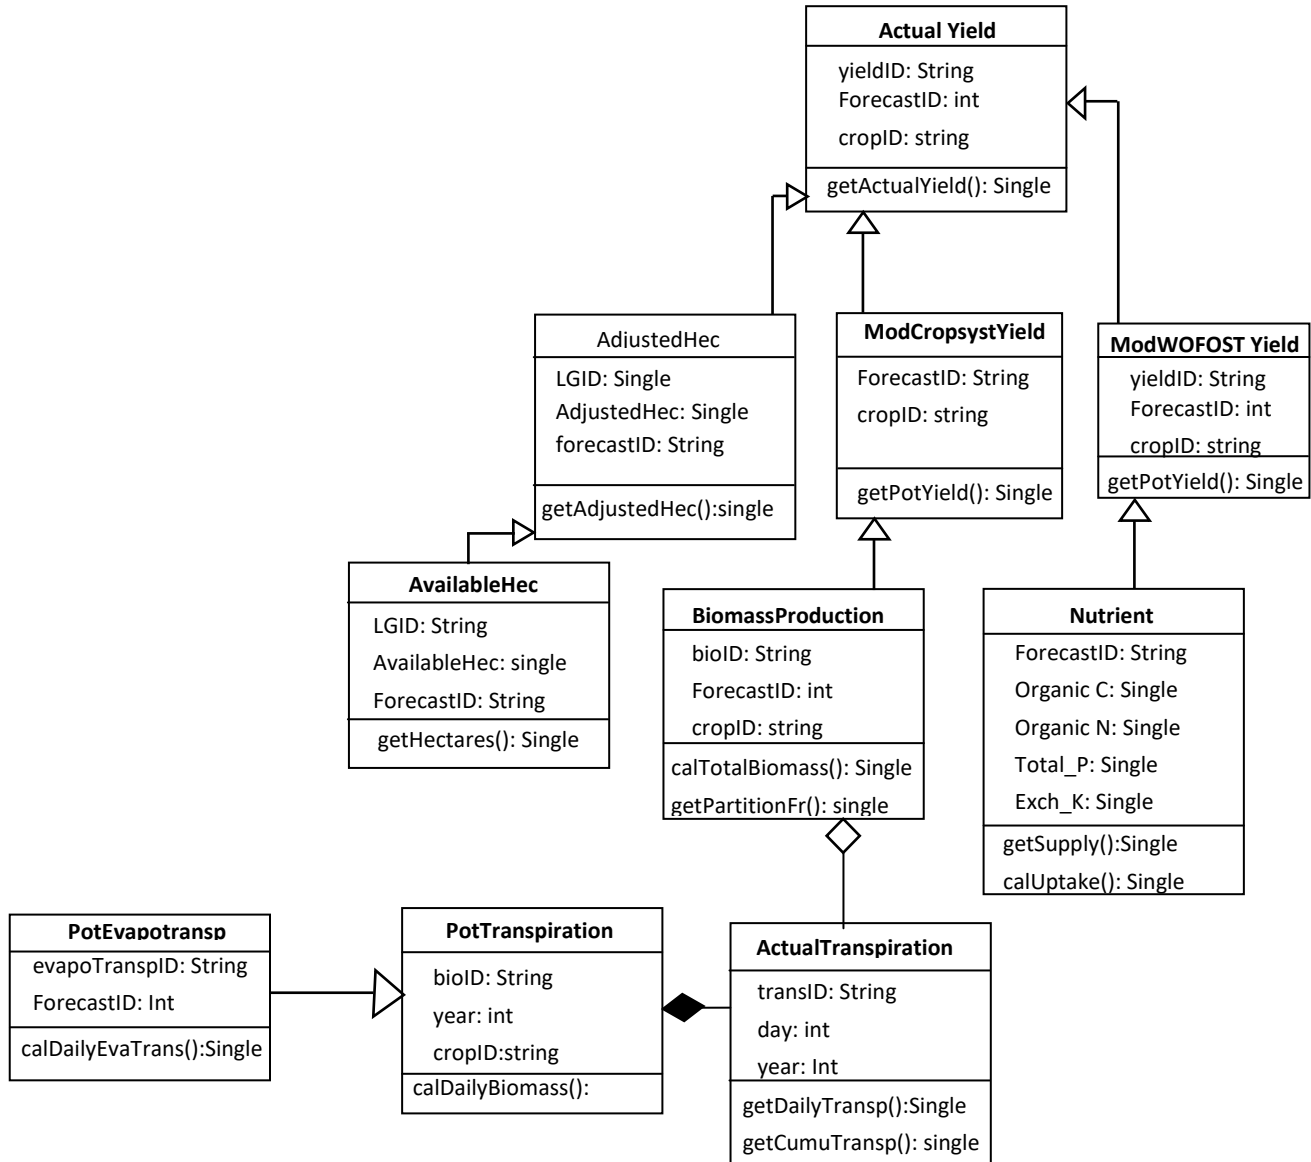 Actual Yield
yieldID: String
ForecastID: int
cropID: string
getActualYield(): Single
AdjustedHec
LGID: Single
AdjustedHec: Single
forecastID: String
getAdjustedHec():single
ModCropsystYield
ForecastID: String
cropID: string
getPotYield(): Single
ModWOFOST Yield
yieldID: String
ForecastID: int
cropID: string
getPotYield(): Single
AvailableHec
LGID: String
AvailableHec: single
ForecastID: String
getHectares(): Single
BiomassProduction
bioID: String
ForecastID: int
cropID: string
calTotalBiomass(): Single
getPartitionFr(): single
Nutrient
ForecastID: String
Organic C: Single
Organic N: Single
Total_P: Single
Exch_K: Single
getSupply():Single
calUptake(): Single
PotEvapotransp
evapoTranspID: String
ForecastID: Int
calDailyEvaTrans():Single
PotTranspiration
bioID: String
year: int
cropID:string
calDailyBiomass():
ActualTranspiration
transID: String
day: int
year: Int
getDailyTransp():Single
getCumuTransp(): single